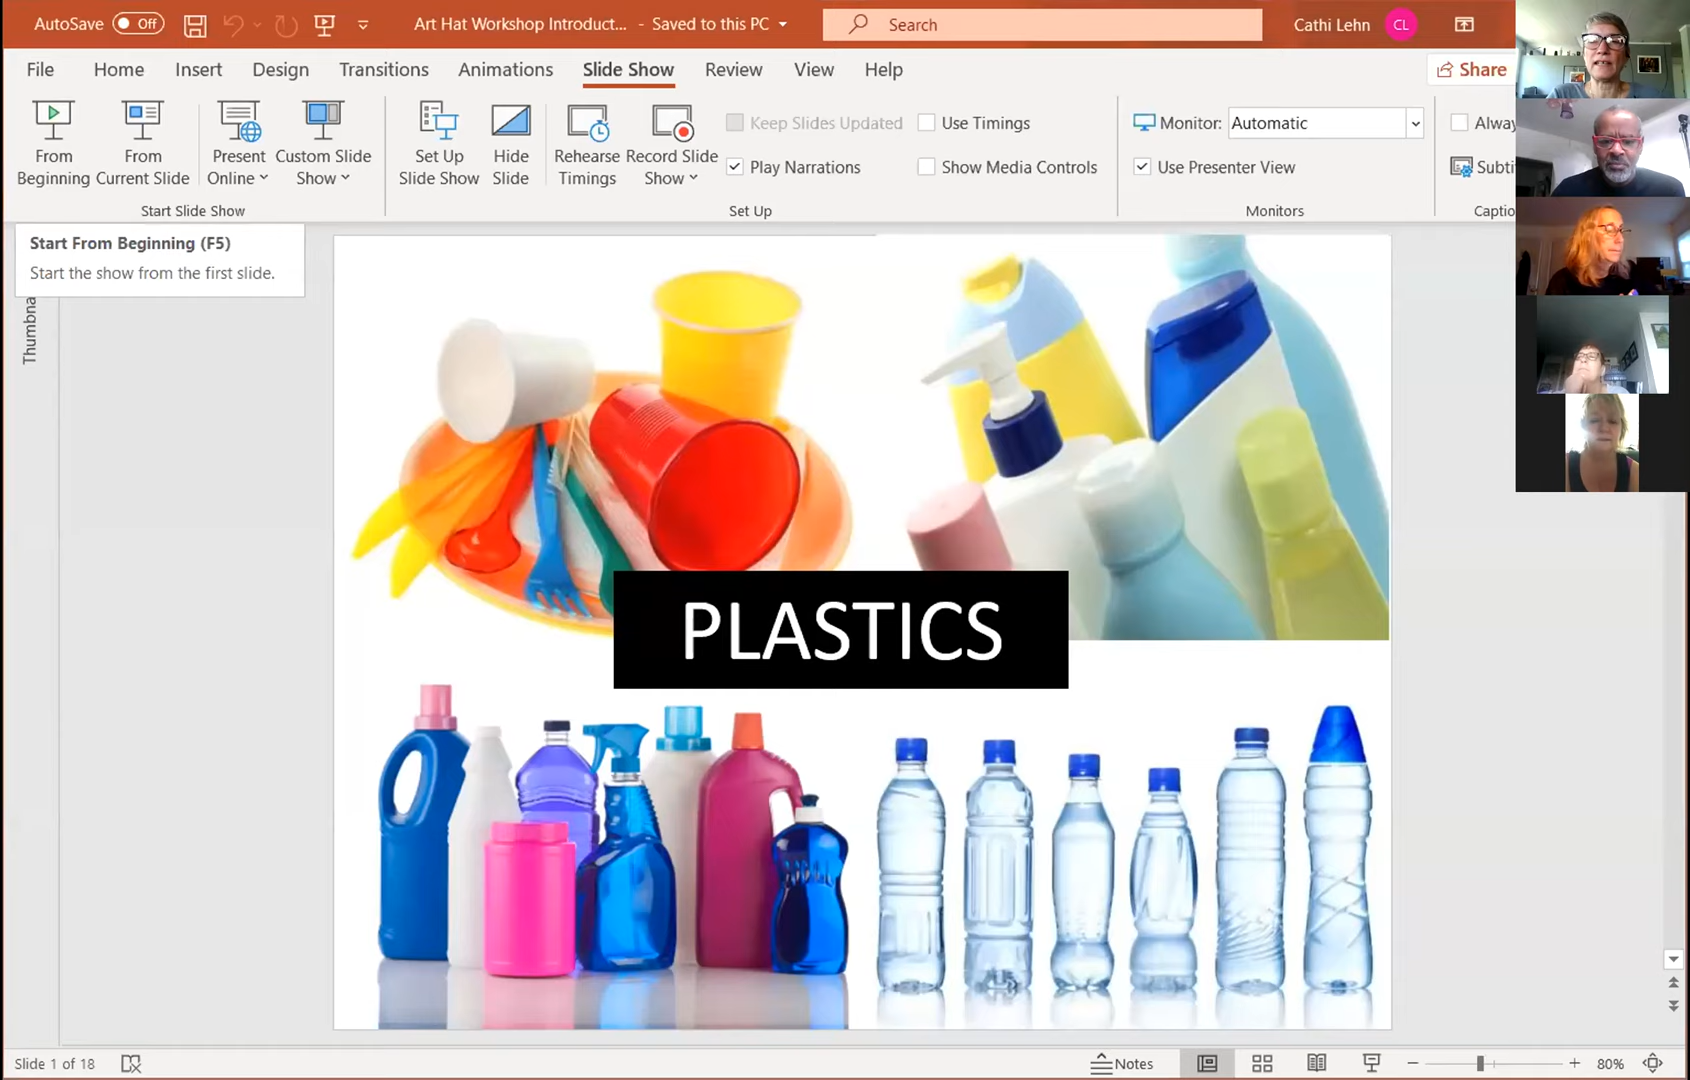 AutoSave Off Art Hat Workshop Introduct... - Saved to this PC Search Cathi Lehn CL
File Home Insert Design Transitions Animations Slide Show Review View Help Share
From Beginning
From Current Slide
Present Online
Custom Slide Show
Start Slide Show
Set Up Slide Show
Hide Slide
Rehearse Timings
Record Slide Show
Keep Slides Updated
Play Narrations
Use Timings
Show Media Controls
Set Up
Monitor: Automatic
Use Presenter View
Monitors
Alway
Subti
Captio
Start From Beginning (F5)
Start the show from the first slide.
Thumbna
PLASTICS
Slide 1 of 18 Notes 80%